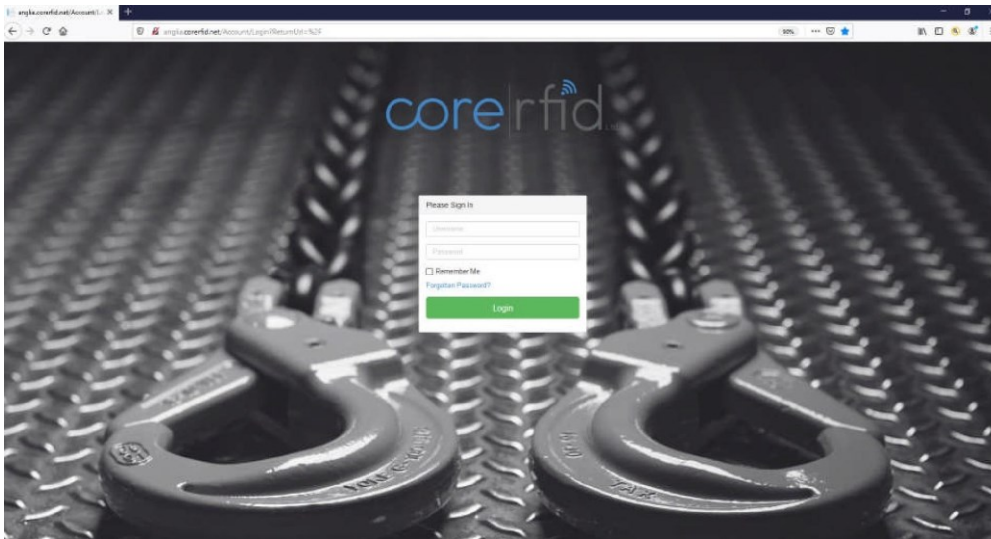 anglia.corerfid.net/Account/L
anglia.corerfid.net/Account/Login?ReturnUrl=%2F
90%
core rfid
Please Sign In
Username
Password
Remember Me
Forgotten Password?
Login